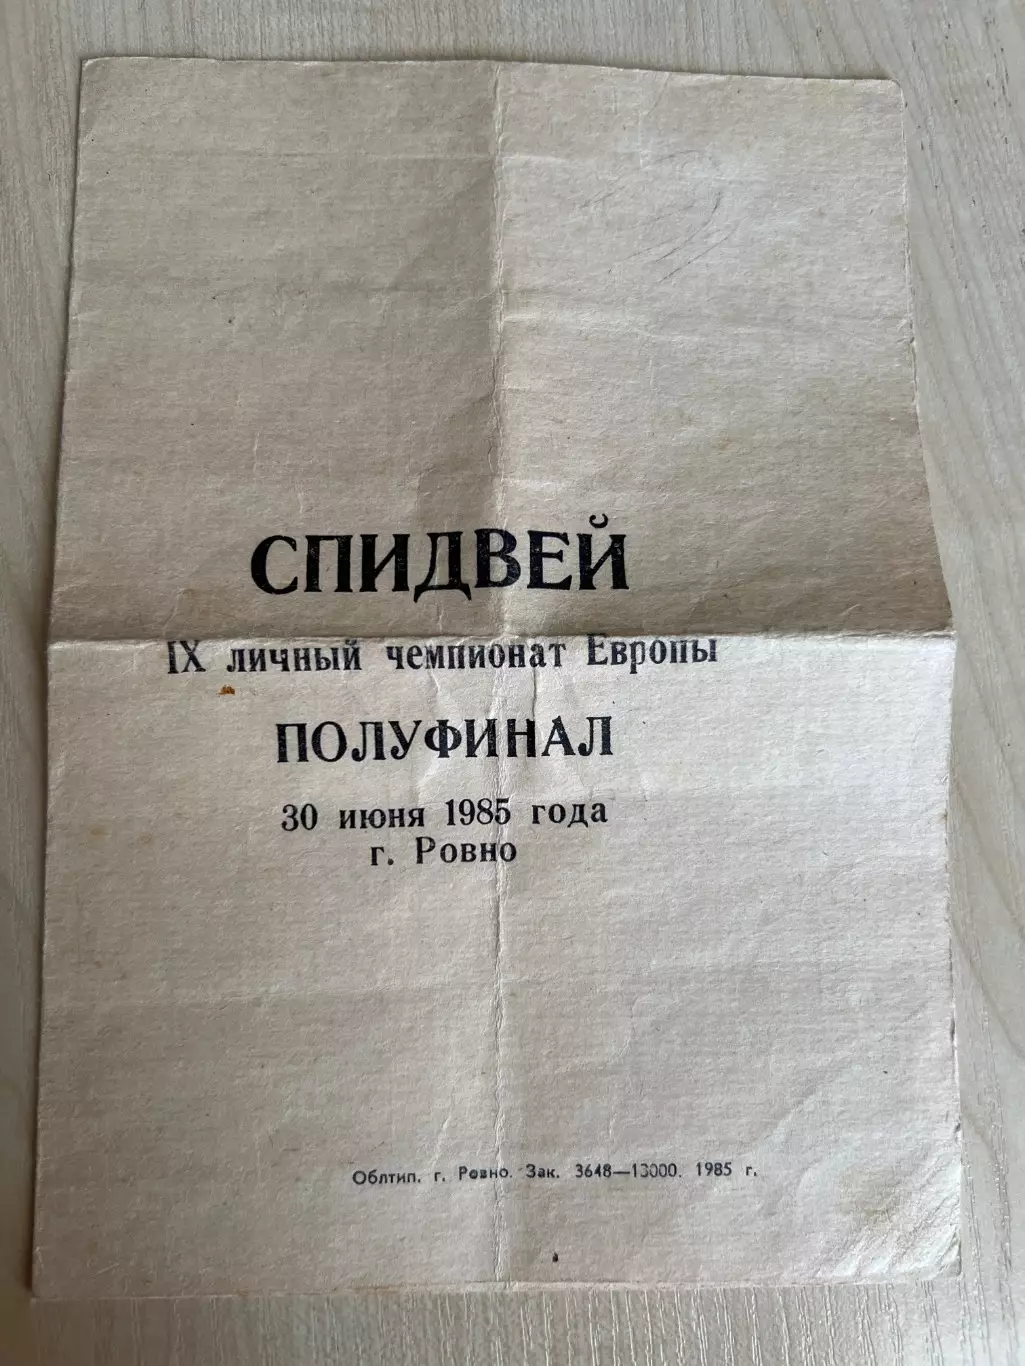 СПИДВЕЙ
IX личный чемпионат Европы
ПОЛУФИНАЛ
30 июня 1985 года
г. Ровно
Облтип. г. Ровно. Зак. 3648—13000. 1985 г.